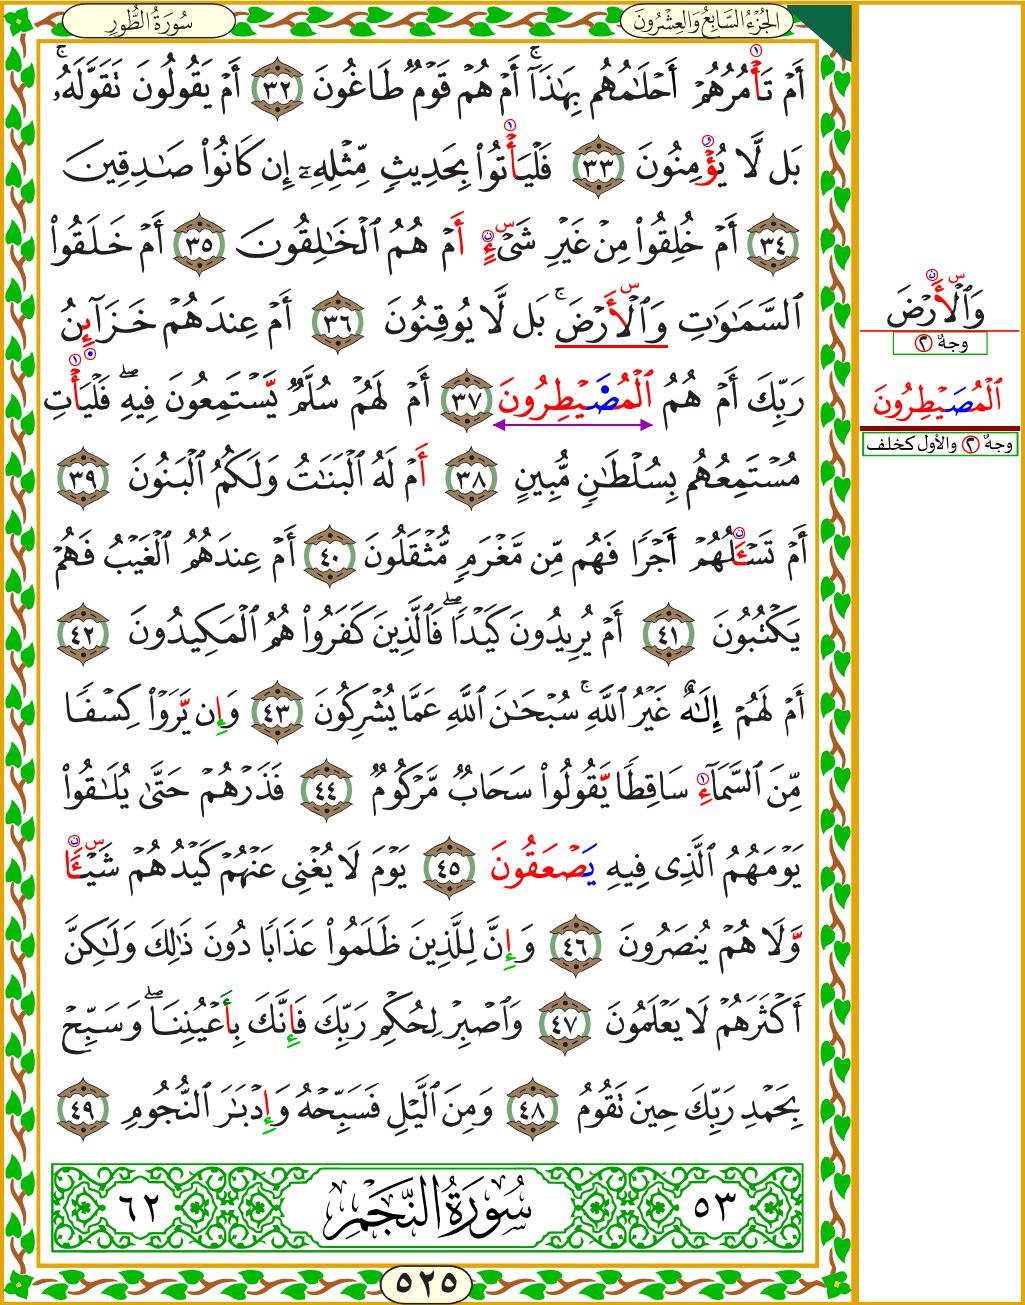 الجُزْءُ السَّابِعُ وَالعِشْرُونَ
سُورَةُ الطُّورِ
أَمْ تَأْمُرُهُمْ أَحْلَٰمُهُم بِهَٰذَآ ۚ أَمْ هُمْ قَوْمٌ طَاغُونَ ٣٢ أَمْ يَقُولُونَ تَقَوَّلَهُۥ ۚ
بَل لَّا يُؤْمِنُونَ ٣٣ فَلْيَأْتُوا۟ بِحَدِيثٍ مِّثْلِهِۦٓ إِن كَانُوا۟ صَٰدِقِينَ
٣٤ أَمْ خُلِقُوا۟ مِنْ غَيْرِ شَىْءٍ أَمْ هُمُ ٱلْخَٰلِقُونَ ٣٥ أَمْ خَلَقُوا۟
ٱلسَّمَٰوَٰتِ وَٱلْأَرْضَ ۚ بَل لَّا يُوقِنُونَ ٣٦ أَمْ عِندَهُمْ خَزَآئِنُ
رَبِّكَ أَمْ هُمُ ٱلْمُصَۜيْطِرُونَ ٣٧ أَمْ لَهُمْ سُلَّمٌ يَسْتَمِعُونَ فِيهِ ۖ فَلْيَأْتِ
مُسْتَمِعُهُم بِسُلْطَٰنٍ مُّبِينٍ ٣٨ أَمْ لَهُ ٱلْبَنَٰتُ وَلَكُمُ ٱلْبَنُونَ ٣٩
أَمْ تَسْـَٔلُهُمْ أَجْرًا فَهُم مِّن مَّغْرَمٍ مُّثْقَلُونَ ٤٠ أَمْ عِندَهُمُ ٱلْغَيْبُ فَهُمْ
يَكْتُبُونَ ٤١ أَمْ يُرِيدُونَ كَيْدًا ۖ فَٱلَّذِينَ كَفَرُوا۟ هُمُ ٱلْمَكِيدُونَ ٤٢
أَمْ لَهُمْ إِلَٰهٌ غَيْرُ ٱللَّهِ ۚ سُبْحَٰنَ ٱللَّهِ عَمَّا يُشْرِكُونَ ٤٣ وَإِن يَّرَوْا۟ كِسْفًا
مِّنَ ٱلسَّمَآءِ سَاقِطًا يَّقُولُوا۟ سَحَابٌ مَّرْكُومٌ ٤٤ فَذَرْهُمْ حَتَّىٰ يُلَٰقُوا۟
يَوْمَهُمُ ٱلَّذِى فِيهِ يَصْعَقُونَ ٤٥ يَوْمَ لَا يُغْنِى عَنْهُمْ كَيْدُهُمْ شَيْـًٔا
وَّلَا هُمْ يُنصَرُونَ ٤٦ وَإِنَّ لِلَّذِينَ ظَلَمُوا۟ عَذَابًا دُونَ ذَٰلِكَ وَلَٰكِنَّ
أَكْثَرَهُمْ لَا يَعْلَمُونَ ٤٧ وَٱصْبِرْ لِحُكْمِ رَبِّكَ فَإِنَّكَ بِأَعْيُنِنَا ۖ وَسَبِّحْ
بِحَمْدِ رَبِّكَ حِينَ تَقُومُ ٤٨ وَمِنَ ٱلَّيْلِ فَسَبِّحْهُ وَإِدْبَٰرَ ٱلنُّجُومِ ٤٩
٥٣ سُورَةُ النَّجْمِ ٦٢
٥٢٥
وَٱلْأَرْضَ
وجهٌ ٢
ٱلْمُصَيْطِرُونَ
وجهٌ ٢ والأول كخلف